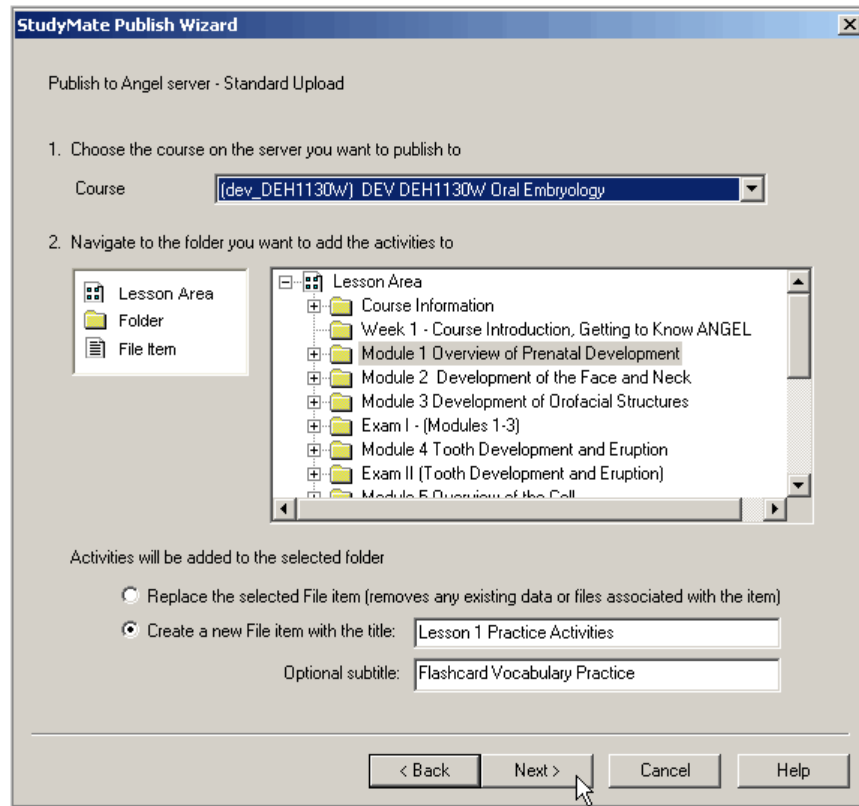 StudyMate Publish Wizard
Publish to Angel server - Standard Upload
1. Choose the course on the server you want to publish to
Course (dev_DEH1130W) DEV DEH1130W Oral Embryology
2. Navigate to the folder you want to add the activities to
Lesson Area
Folder
File Item
Lesson Area
Course Information
Week 1 - Course Introduction, Getting to Know ANGEL
Module 1 Overview of Prenatal Development
Module 2 Development of the Face and Neck
Module 3 Development of Orofacial Structures
Exam I - (Modules 1-3)
Module 4 Tooth Development and Eruption
Exam II (Tooth Development and Eruption)
Module 5 Overview of the Cell
Activities will be added to the selected folder
Replace the selected File item (removes any existing data or files associated with the item)
Create a new File item with the title: Lesson 1 Practice Activities
Optional subtitle: Flashcard Vocabulary Practice
< Back Next > Cancel Help